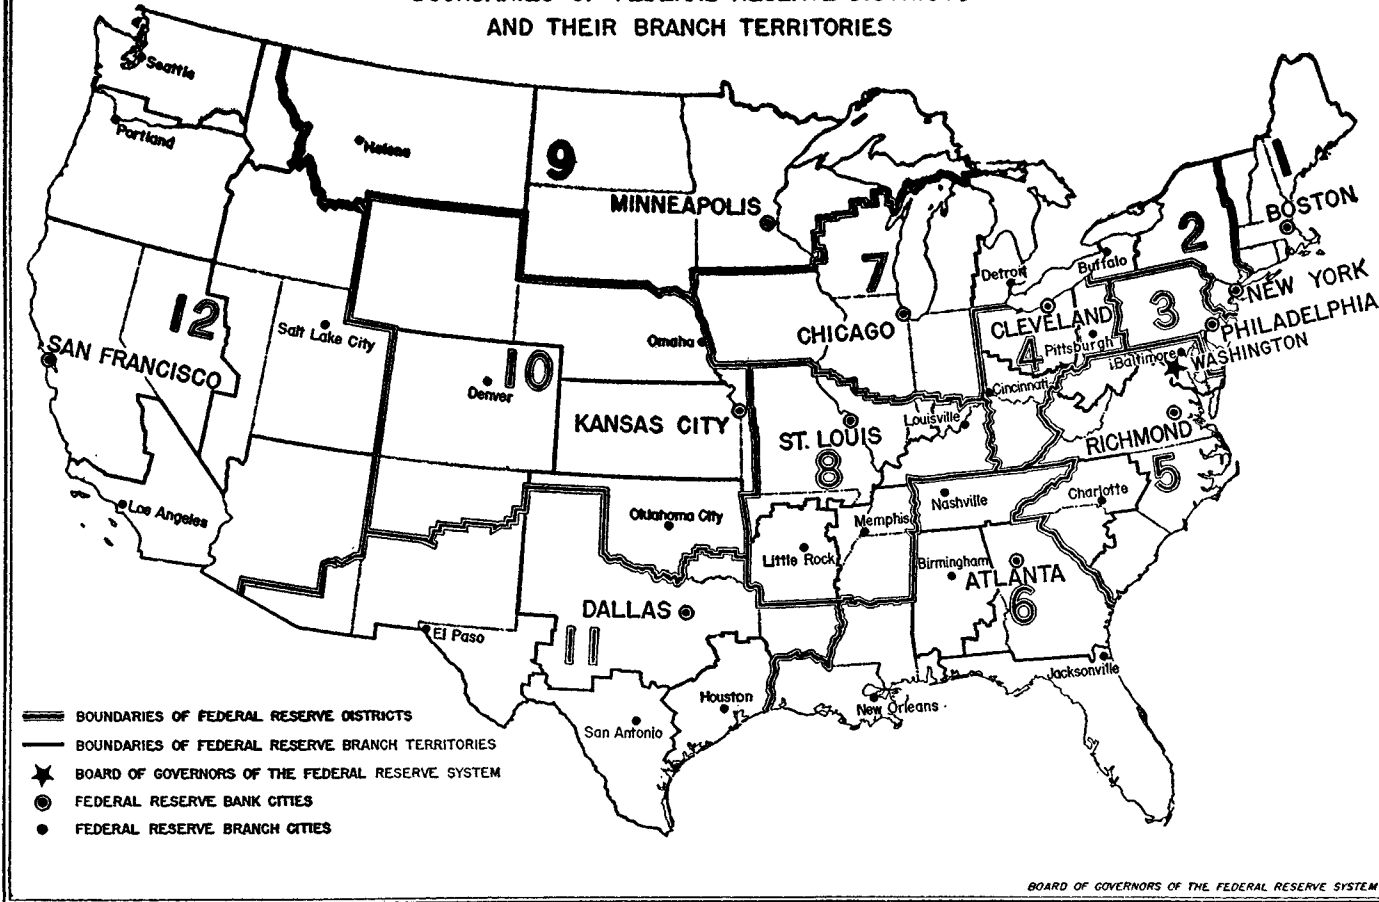 BOUNDARIES OF FEDERAL RESERVE DISTRICTS
AND THEIR BRANCH TERRITORIES
Seattle
Portland
Helena
9
MINNEAPOLIS
1
BOSTON
2
Buffalo
Detroit
7
NEW YORK
3
PHILADELPHIA
12
SAN FRANCISCO
Salt Lake City
Omaha
CHICAGO
CLEVELAND
4
Pittsburgh
Baltimore
WASHINGTON
10
Denver
Cincinnati
KANSAS CITY
ST. LOUIS
8
Louisville
RICHMOND
5
Los Angeles
Oklahoma City
Nashville
Charlotte
Memphis
Little Rock
Birmingham
ATLANTA
6
DALLAS
11
El Paso
Jacksonville
Houston
New Orleans
San Antonio
BOUNDARIES OF FEDERAL RESERVE DISTRICTS
BOUNDARIES OF FEDERAL RESERVE BRANCH TERRITORIES
BOARD OF GOVERNORS OF THE FEDERAL RESERVE SYSTEM
FEDERAL RESERVE BANK CITIES
FEDERAL RESERVE BRANCH CITIES
BOARD OF GOVERNORS OF THE FEDERAL RESERVE SYSTEM